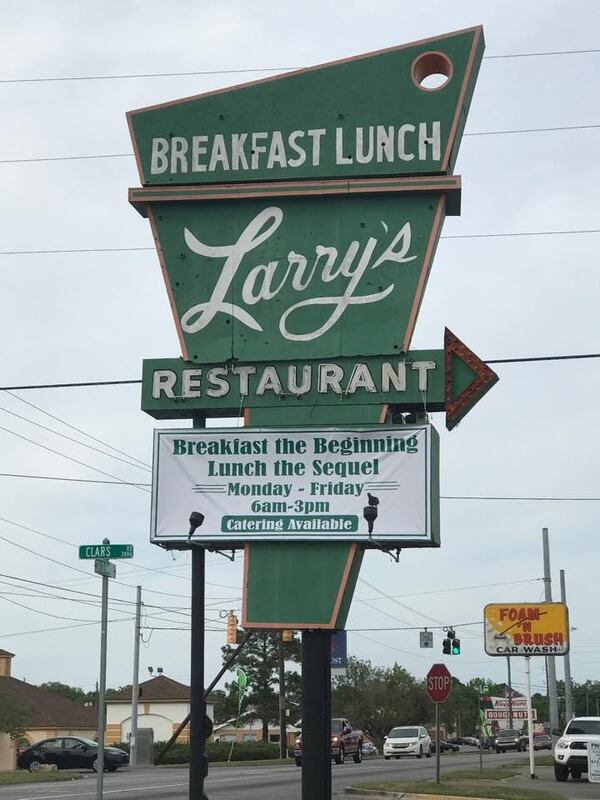 BREAKFAST LUNCH
Larry's
RESTAURANT
Breakfast the Beginning
Lunch the Sequel
Monday - Friday
6am-3pm
Catering Available
CLARS
FOAM
'N
BRUSH
CAR WASH
STOP
DOUGHNUT